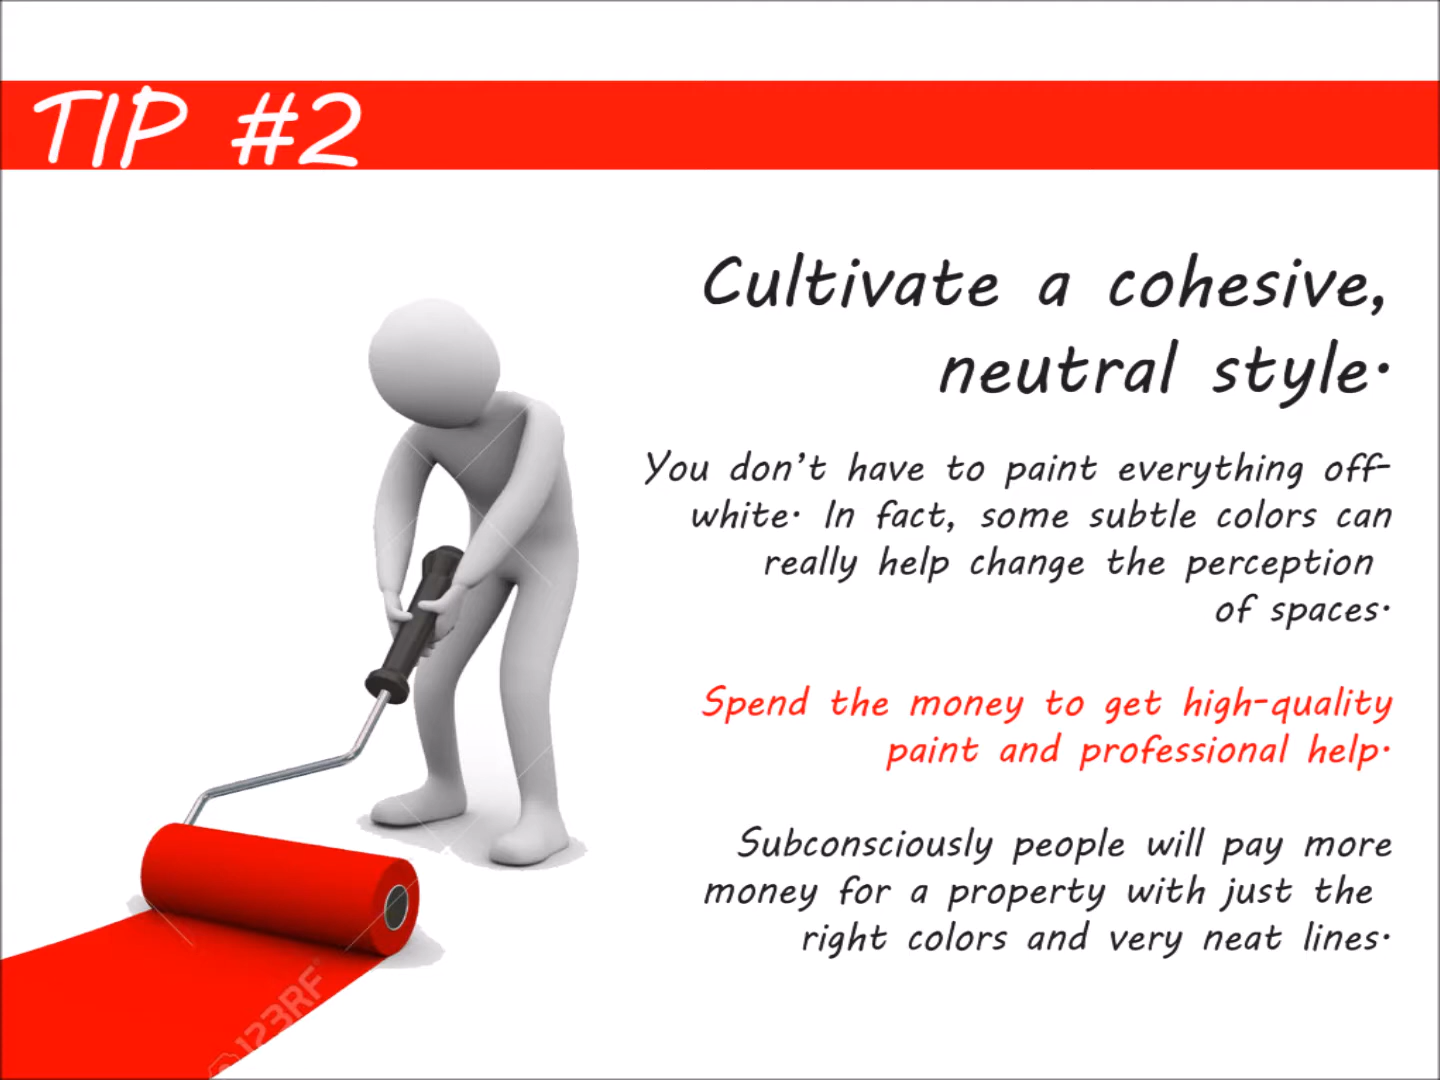 TIP #2
Cultivate a cohesive,
neutral style.
You don't have to paint everything off-
white. In fact, some subtle colors can
really help change the perception
of spaces.
Spend the money to get high-quality
paint and professional help.
Subconsciously people will pay more
money for a property with just the
right colors and very neat lines.
123RF